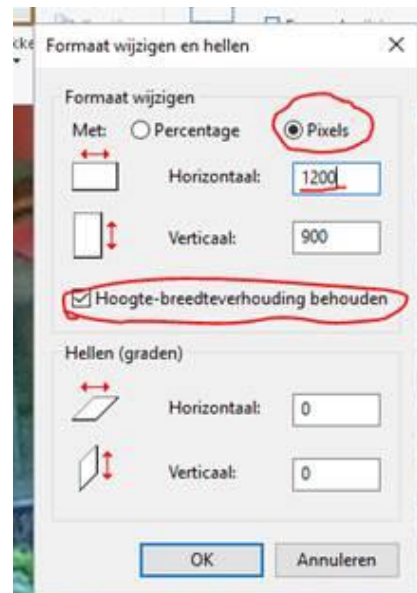 Formaat wijzigen en hellen
Formaat wijzigen
Met: Percentage Pixels
Horizontaal: 1200
Verticaal: 900
Hoogte-breedteverhouding behouden
Hellen (graden)
Horizontaal: 0
Verticaal: 0
OK Annuleren